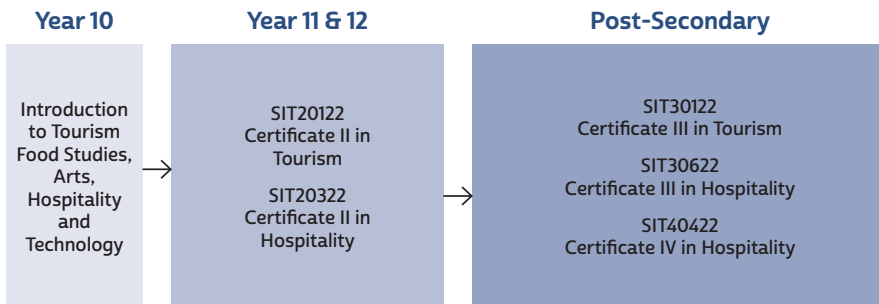 Year 10
Year 11 & 12
Post-Secondary
Introduction
to Tourism
Food Studies,
Arts,
Hospitality
and
Technology
SIT20122
Certificate II in
Tourism
SIT20322
Certificate II in
Hospitality
SIT30122
Certificate III in Tourism
SIT30622
Certificate III in Hospitality
SIT40422
Certificate IV in Hospitality